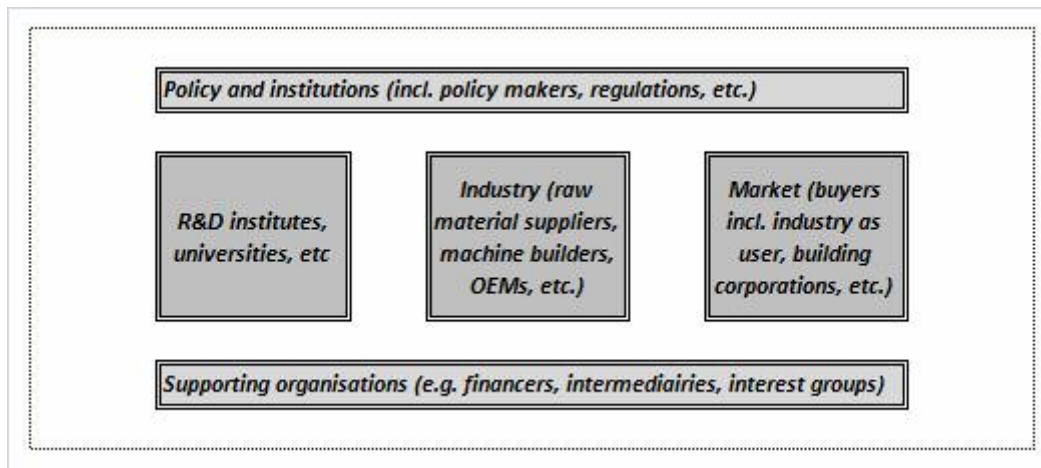 Policy and institutions (incl. policy makers, regulations, etc.)
R&D institutes,
universities, etc
Industry (raw
material suppliers,
machine builders,
OEMs, etc.)
Market (buyers
incl. industry as
user, building
corporations, etc.)
Supporting organisations (e.g. financers, intermediairies, interest groups)